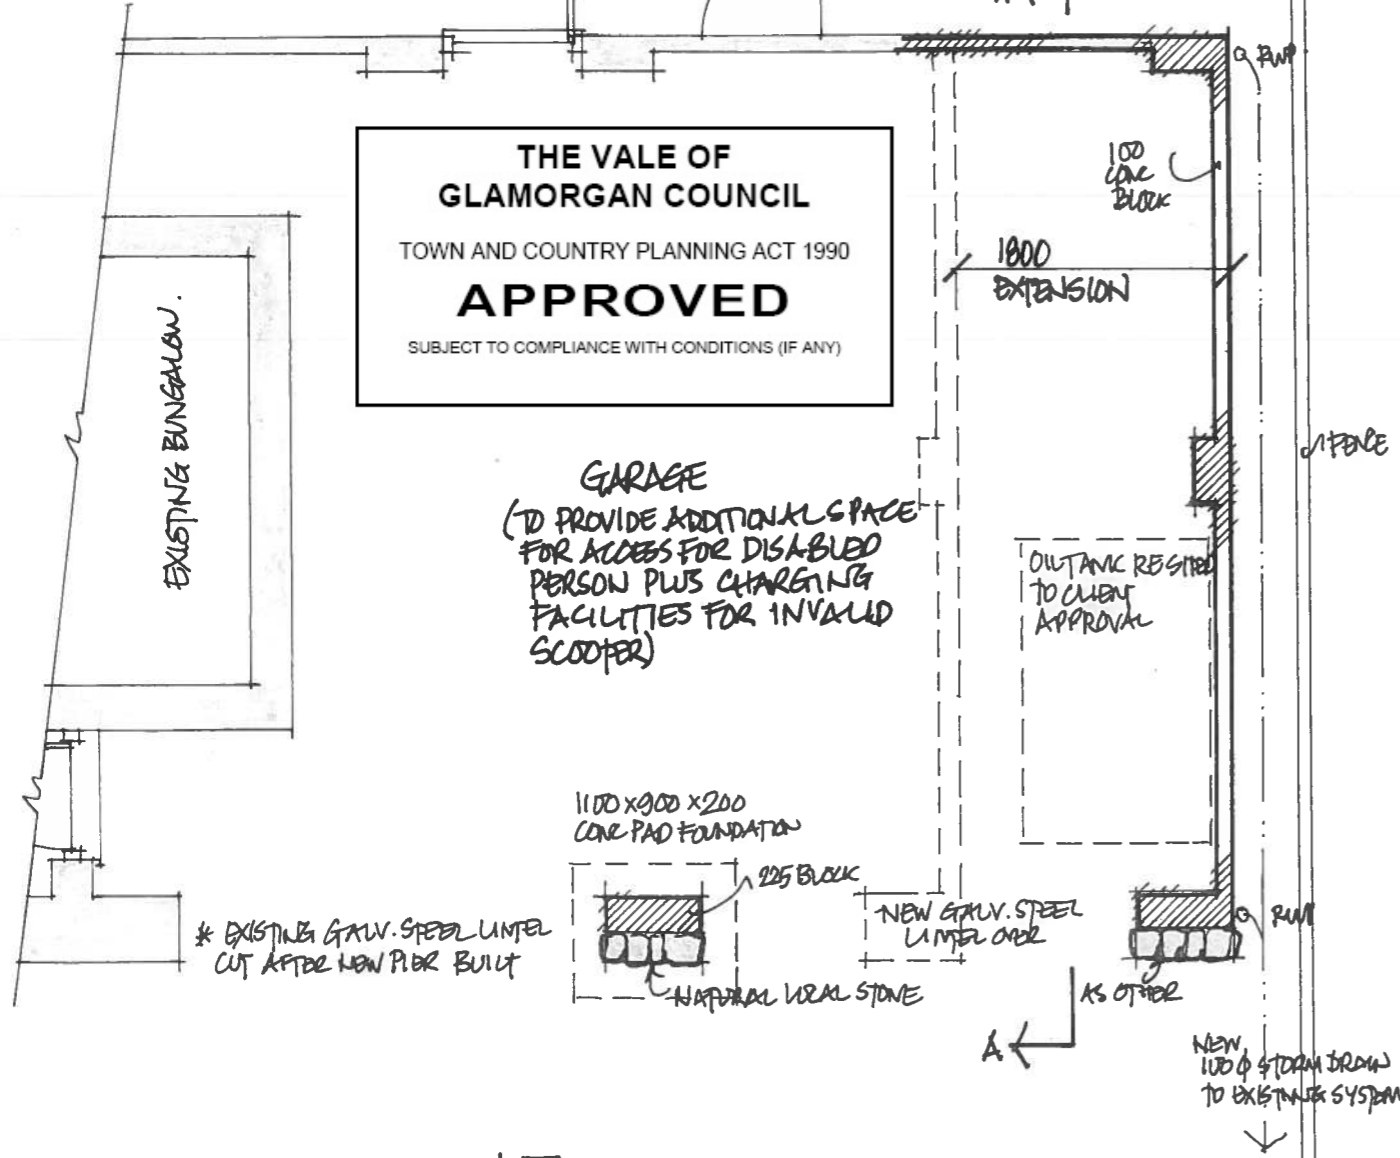 RWP
THE VALE OF
GLAMORGAN COUNCIL
TOWN AND COUNTRY PLANNING ACT 1990
APPROVED
SUBJECT TO COMPLIANCE WITH CONDITIONS (IF ANY)
100
CONC
BLOCK
1800
EXTENSION
EXISTING BUNGALOW.
FENCE
GARAGE
(TO PROVIDE ADDITIONAL SPACE
FOR ACCESS FOR DISABLED
PERSON PLUS CHARGING
FACILITIES FOR INVALID
SCOOTER)
OIL TANK RESITED
TO CLIENT
APPROVAL
1100 x 900 x 200
CONC PAD FOUNDATION
225 BLOCK
* EXISTING GALV. STEEL LINTEL
CUT AFTER NEW PIER BUILT
NEW GALV. STEEL
LINTEL OVER
RWP
NATURAL LOCAL STONE
AS OTHER
A
NEW
100 φ STORM DRAIN
TO EXISTING SYSTEM